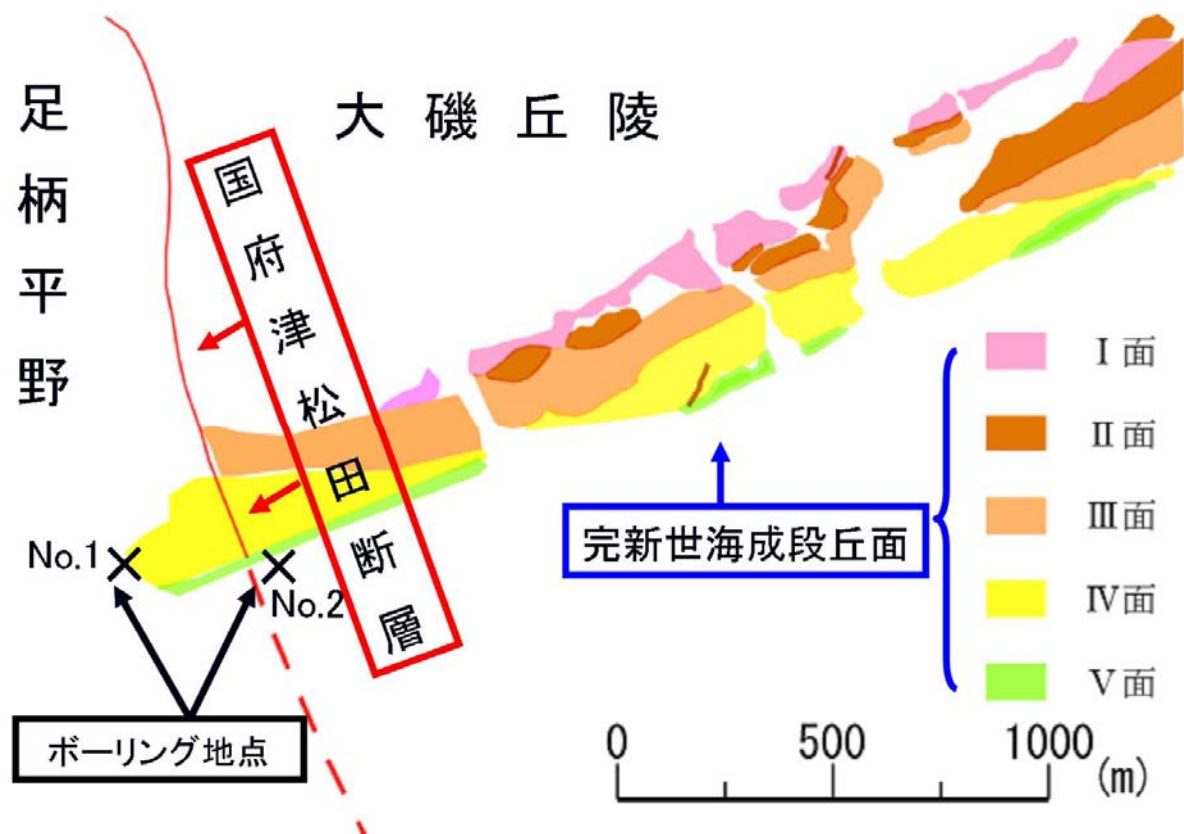 足柄平野
大磯丘陵
国府津松田断層
No.1
No.2
ボーリング地点
完新世海成段丘面
I面
II面
III面
IV面
V面
0 500 1000
(m)